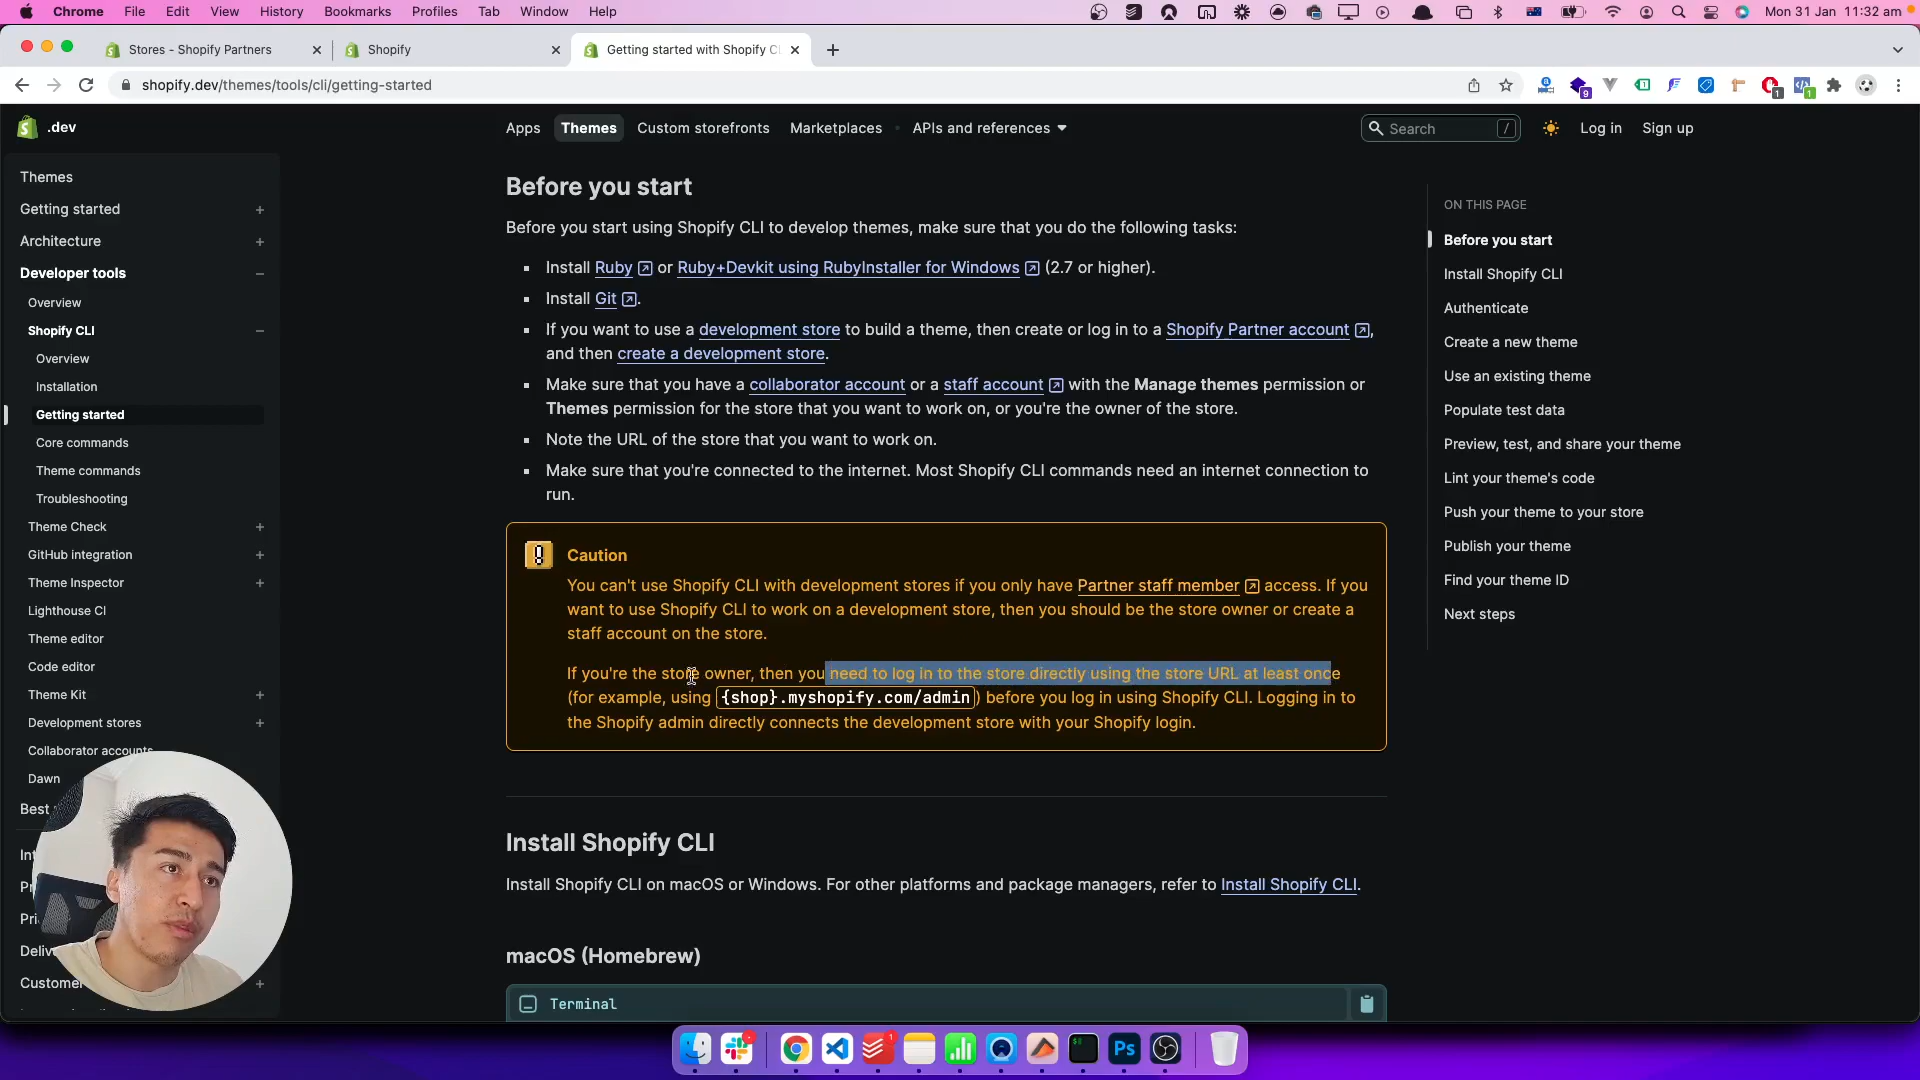 Chrome File Edit View History Bookmarks Profiles Tab Window Help Mon 31 Jan 11:32 am
Stores - Shopify Partners
Shopify
Getting started with Shopify C
shopify.dev/themes/tools/cli/getting-started
9
1
1
.dev
Apps Themes Custom storefronts Marketplaces APIs and references
Search /
Log in Sign up
Themes
Getting started
Architecture
Developer tools
Overview
Shopify CLI
Overview
Installation
Getting started
Core commands
Theme commands
Troubleshooting
Theme Check
GitHub integration
Theme Inspector
Lighthouse CI
Theme editor
Code editor
Theme Kit
Development stores
Collaborator accounts
Dawn
Best
Int
Pr
Pri
Deliv
Customer
Before you start
Before you start using Shopify CLI to develop themes, make sure that you do the following tasks:
Install Ruby or Ruby+Devkit using RubyInstaller for Windows (2.7 or higher).
Install Git.
If you want to use a development store to build a theme, then create or log in to a Shopify Partner account,
and then create a development store.
Make sure that you have a collaborator account or a staff account with the Manage themes permission or
Themes permission for the store that you want to work on, or you're the owner of the store.
Note the URL of the store that you want to work on.
Make sure that you're connected to the internet. Most Shopify CLI commands need an internet connection to
run.
Caution
You can't use Shopify CLI with development stores if you only have Partner staff member access. If you
want to use Shopify CLI to work on a development store, then you should be the store owner or create a
staff account on the store.
If you're the store owner, then you need to log in to the store directly using the store URL at least once
(for example, using {shop}.myshopify.com/admin) before you log in using Shopify CLI. Logging in to
the Shopify admin directly connects the development store with your Shopify login.
Install Shopify CLI
Install Shopify CLI on macOS or Windows. For other platforms and package managers, refer to Install Shopify CLI.
macOS (Homebrew)
Terminal
ON THIS PAGE
Before you start
Install Shopify CLI
Authenticate
Create a new theme
Use an existing theme
Populate test data
Preview, test, and share your theme
Lint your theme's code
Push your theme to your store
Publish your theme
Find your theme ID
Next steps
1
Ps